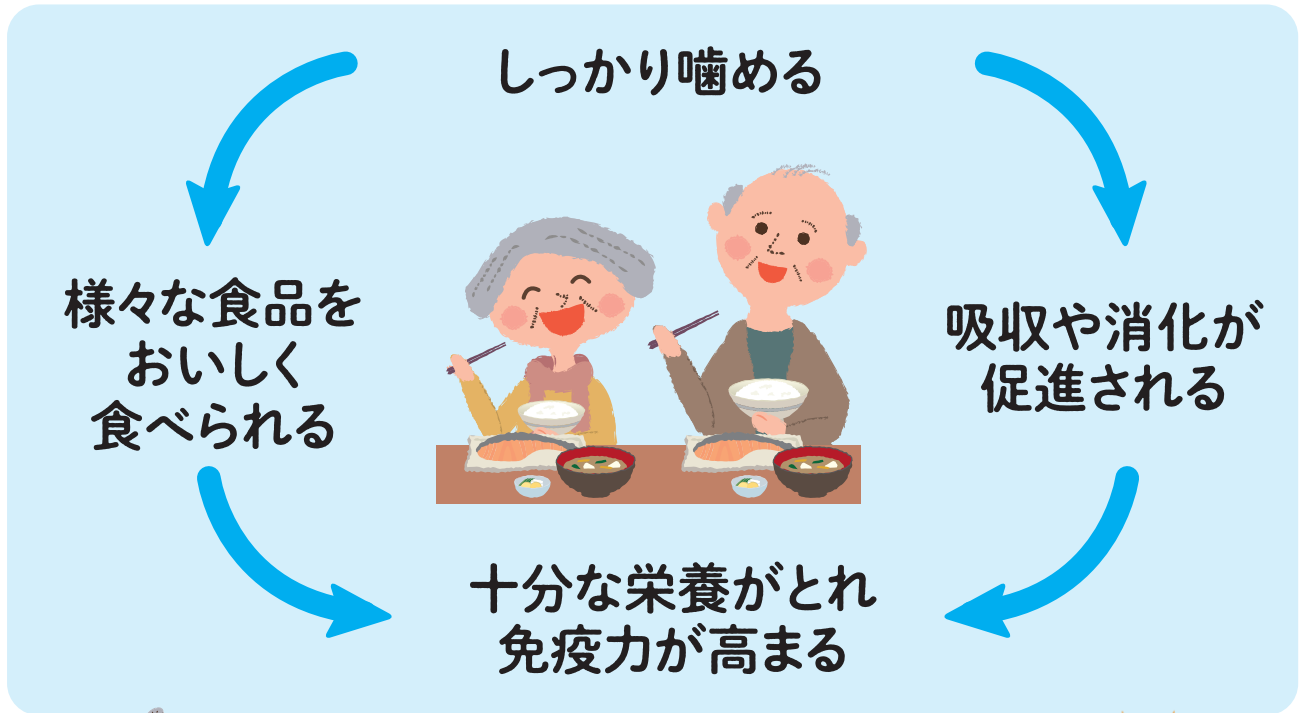 しっかり噛める
様々な食品を
おいしく
食べられる
吸収や消化が
促進される
十分な栄養がとれ
免疫力が高まる